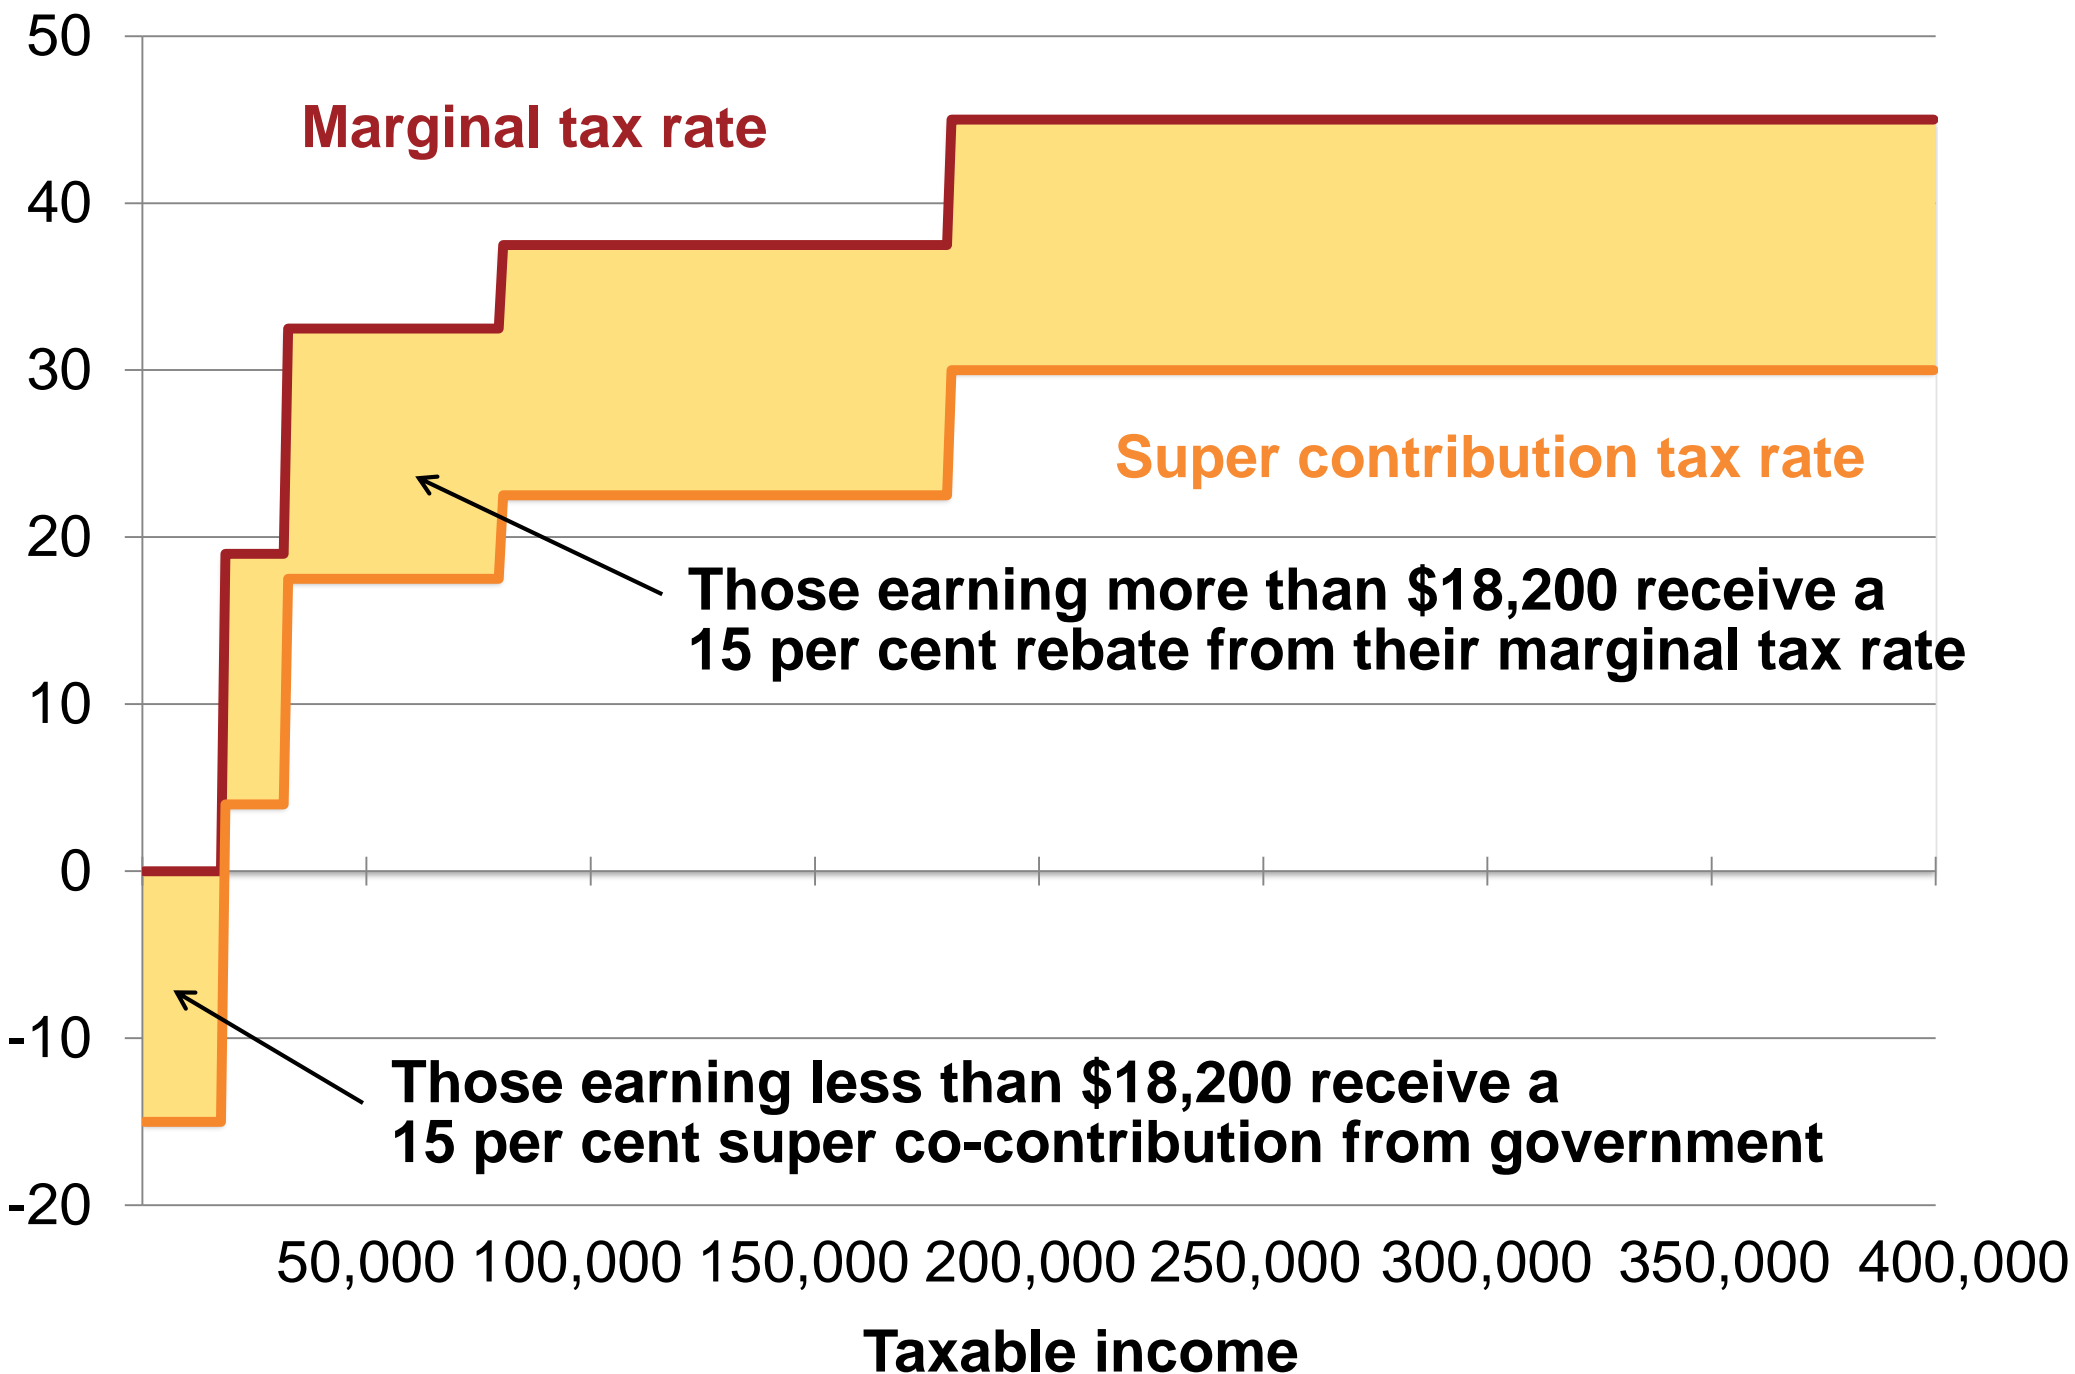 50
Marginal tax rate
40
30
Super contribution tax rate
20
Those earning more than $18,200 receive a
15 per cent rebate from their marginal tax rate
10
0
-10
Those earning less than $18,200 receive a
15 per cent super co-contribution from government
-20
50,000 100,000 150,000 200,000 250,000 300,000 350,000 400,000
Taxable income